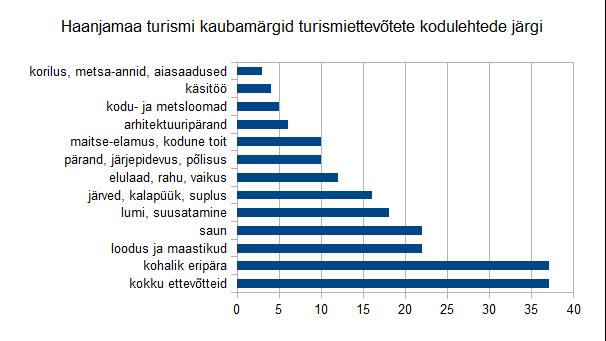 Haanjamaa turismi kaubamärgid turismiettevõtete kodulehtede järgi
korilus, metsa-annid, aiasaadused
käsitöö
kodu- ja metsloomad
arhitektuuripärand
maitse-elamus, kodune toit
pärand, järjepidevus, põlisus
elulaad, rahu, vaikus
järved, kalapüük, suplus
lumi, suusatamine
saun
loodus ja maastikud
kohalik eripära
kokku ettevõtteid
0 5 10 15 20 25 30 35 40